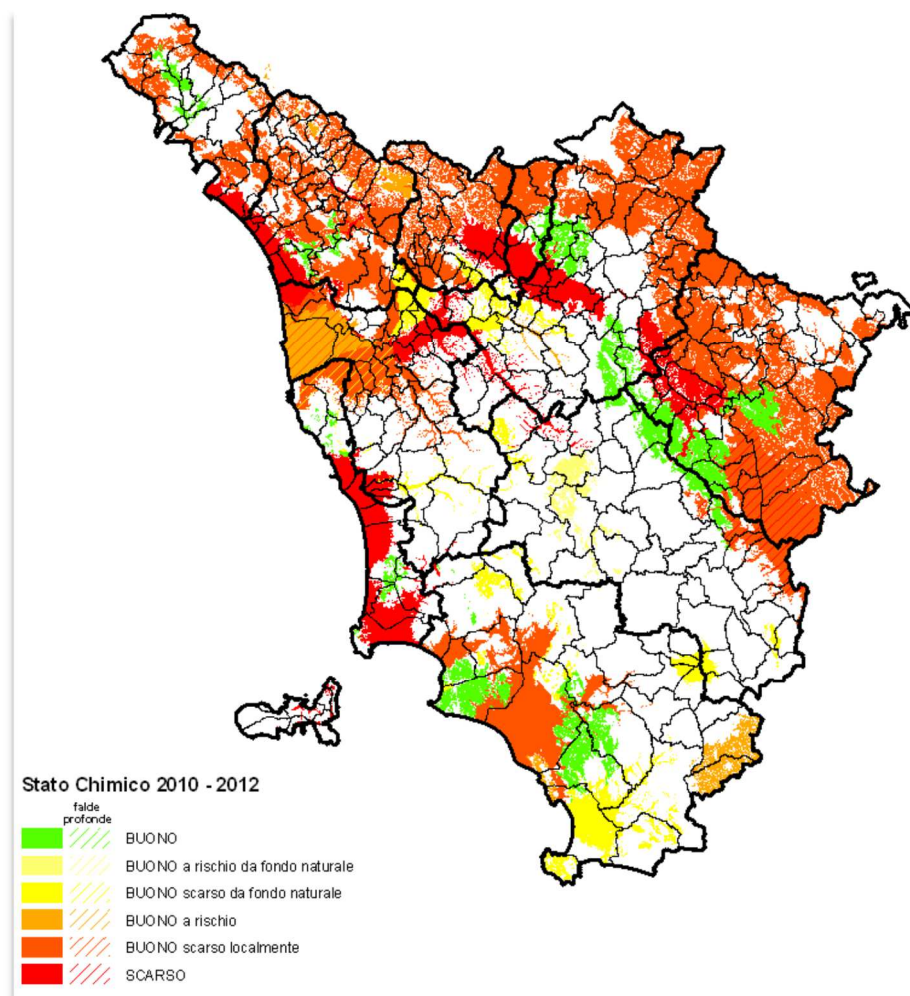 Stato Chimico 2010 - 2012
falde
profonde
BUONO
BUONO a rischio da fondo naturale
BUONO scarso da fondo naturale
BUONO a rischio
BUONO scarso localmente
SCARSO